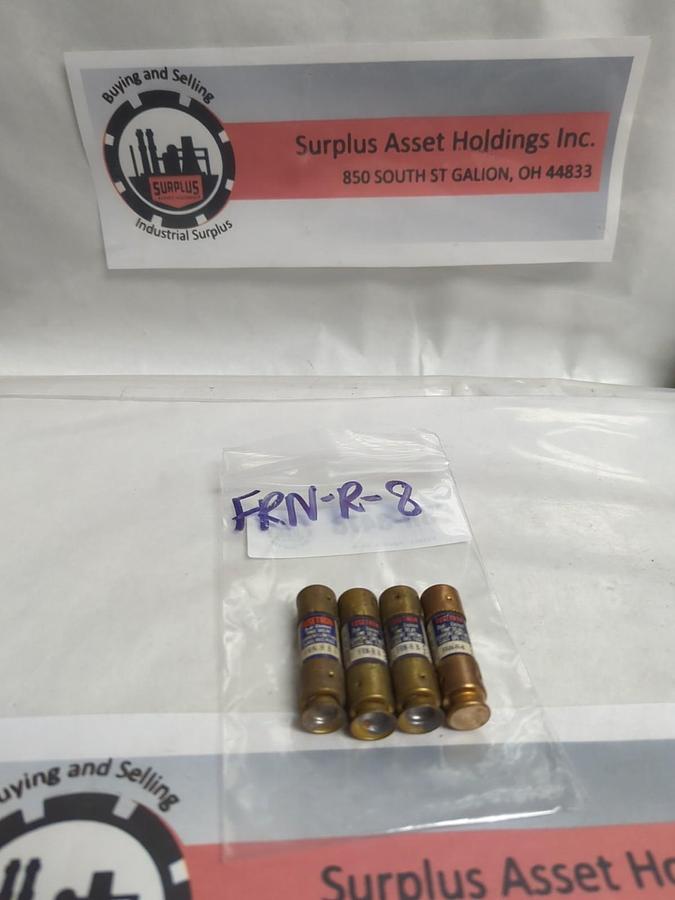 Buying and Selling
Surplus Asset Holdings Inc.
850 SOUTH ST GALION, OH 44833
SURPLUS
Industrial Surplus
FRN-R-8
FUSETRON
uying and Selling
Surplus Asset Ho